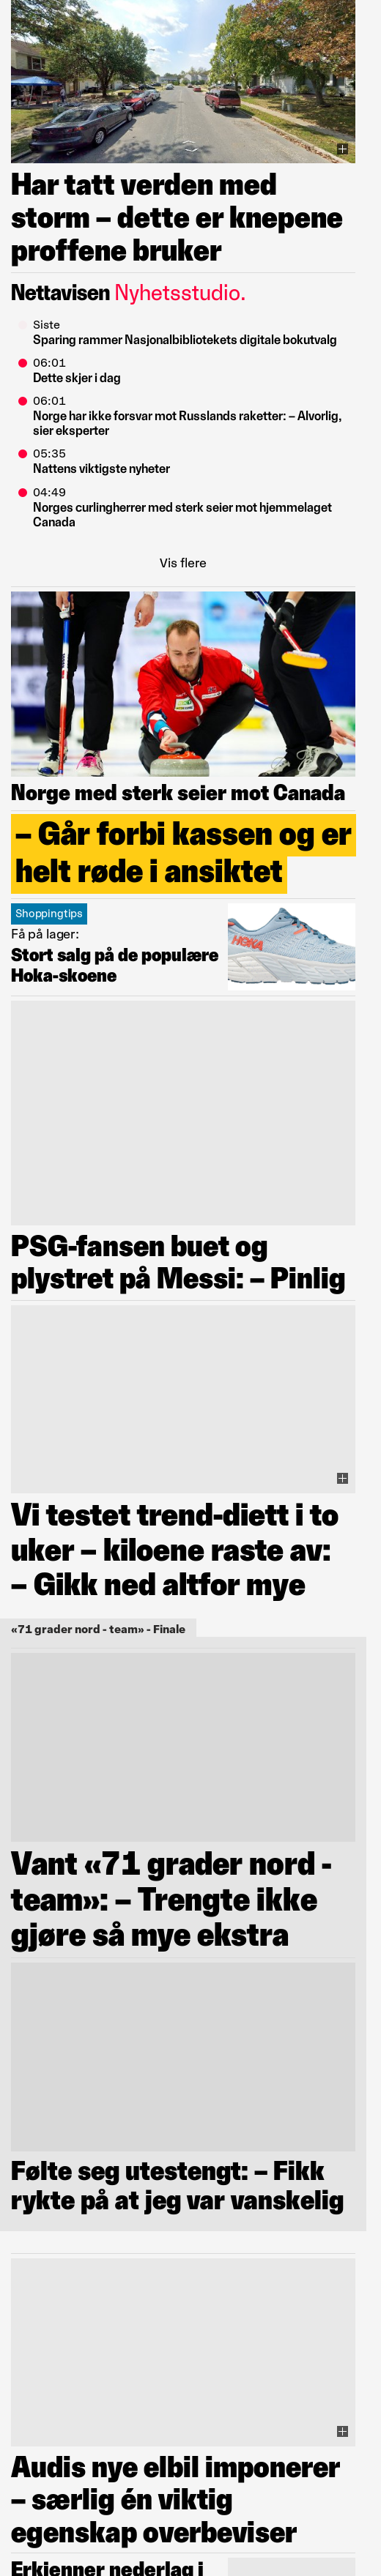 Har tatt verden med
storm – dette er knepene
proffene bruker
Nettavisen Nyhetsstudio.
Siste
Sparing rammer Nasjonalbibliotekets digitale bokutvalg
06:01
Dette skjer i dag
06:01
Norge har ikke forsvar mot Russlands raketter: – Alvorlig,
sier eksperter
05:35
Nattens viktigste nyheter
04:49
Norges curlingherrer med sterk seier mot hjemmelaget
Canada
Vis flere
Norge med sterk seier mot Canada
– Går forbi kassen og er
helt røde i ansiktet
Shoppingtips
Få på lager:
Stort salg på de populære
Hoka-skoene
HOKA
PSG-fansen buet og
plystret på Messi: – Pinlig
Vi testet trend-diett i to
uker – kiloene raste av:
– Gikk ned altfor mye
«71 grader nord - team» - Finale
Vant «71 grader nord -
team»: – Trengte ikke
gjøre så mye ekstra
Følte seg utestengt: – Fikk
rykte på at jeg var vanskelig
Audis nye elbil imponerer
– særlig én viktig
egenskap overbeviser
Erkjenner nederlag i